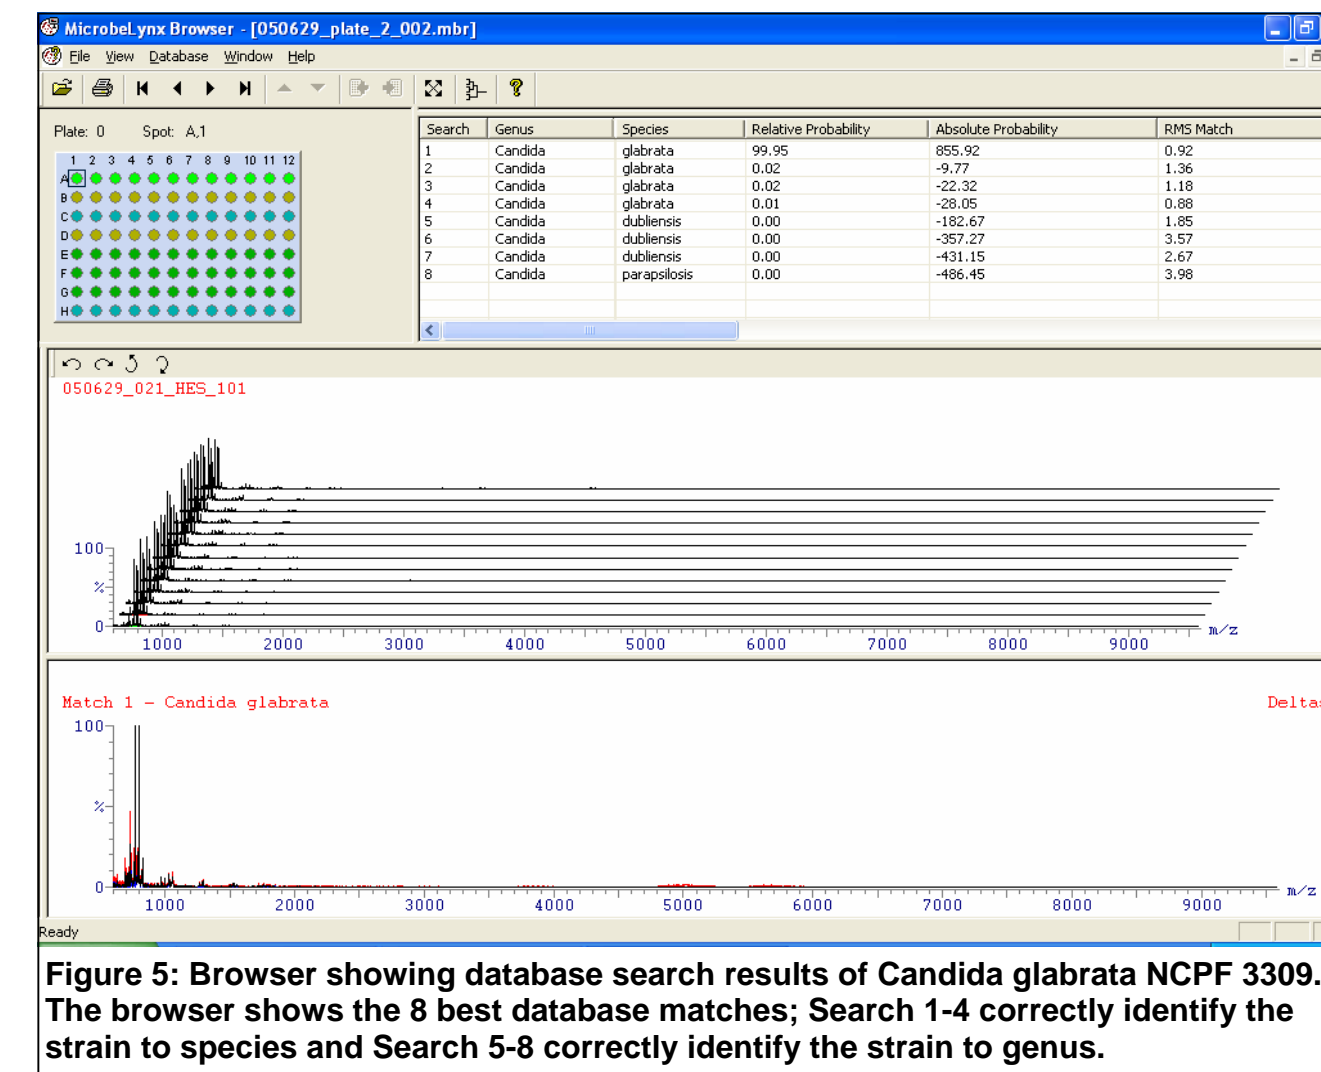 MicrobeLynx Browser - [050629_plate_2_002.mbr]
File View Database Window Help
Plate: 0 Spot: A,1
1 2 3 4 5 6 7 8 9 10 11 12
A
B
C
D
E
F
G
H
Search Genus Species Relative Probability Absolute Probability RMS Match
1 Candida glabrata 99.95 855.92 0.92
2 Candida glabrata 0.02 -9.77 1.36
3 Candida glabrata 0.02 -22.32 1.18
4 Candida glabrata 0.01 -28.05 0.88
5 Candida dubliensis 0.00 -182.67 1.85
6 Candida dubliensis 0.00 -357.27 3.57
7 Candida dubliensis 0.00 -431.15 2.67
8 Candida parapsilosis 0.00 -486.45 3.98
050629_021_HES_101
100
%
0
1000 2000 3000 4000 5000 6000 7000 8000 9000 m/z
Match 1 - Candida glabrata Deltas
100
%
0
1000 2000 3000 4000 5000 6000 7000 8000 9000 m/z
Ready
Figure 5: Browser showing database search results of Candida glabrata NCPF 3309.
The browser shows the 8 best database matches; Search 1-4 correctly identify the
strain to species and Search 5-8 correctly identify the strain to genus.